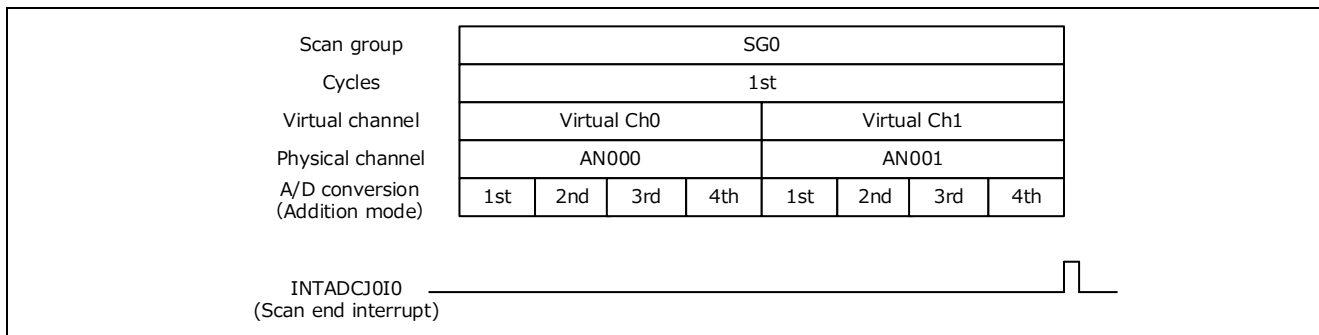 Scan group SG0
Cycles 1st
Virtual channel Virtual Ch0 Virtual Ch1
Physical channel AN000 AN001
A/D conversion
(Addition mode) 1st 2nd 3rd 4th 1st 2nd 3rd 4th
INTADCJ0I0
(Scan end interrupt)